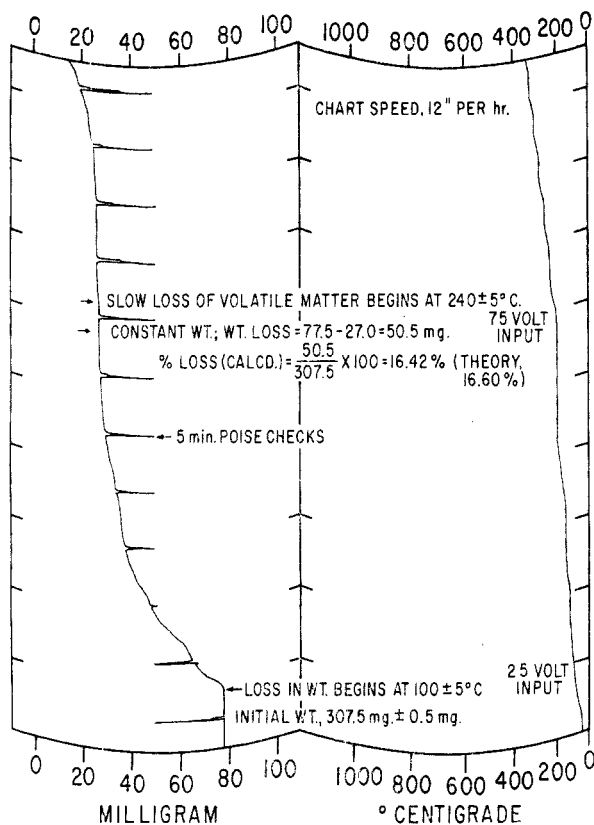 0 20 40 60 80 100 1000 800 600 400 200 0
CHART SPEED, 12" PER hr.
SLOW LOSS OF VOLATILE MATTER BEGINS AT 240 ± 5° C.
75 VOLT
INPUT
CONSTANT WT.; WT. LOSS = 77.5 - 27.0 = 50.5 mg.
% LOSS (CALCD.) = 50.5 / 307.5 X 100 = 16.42 % (THEORY, 16.60 %)
5 min. POISE CHECKS
25 VOLT
INPUT
LOSS IN WT. BEGINS AT 100 ± 5°C
INITIAL WT., 307.5 mg. ± 0.5 mg.
0 20 40 60 80 100 1000 800 600 400 200 0
MILLIGRAM ° CENTIGRADE